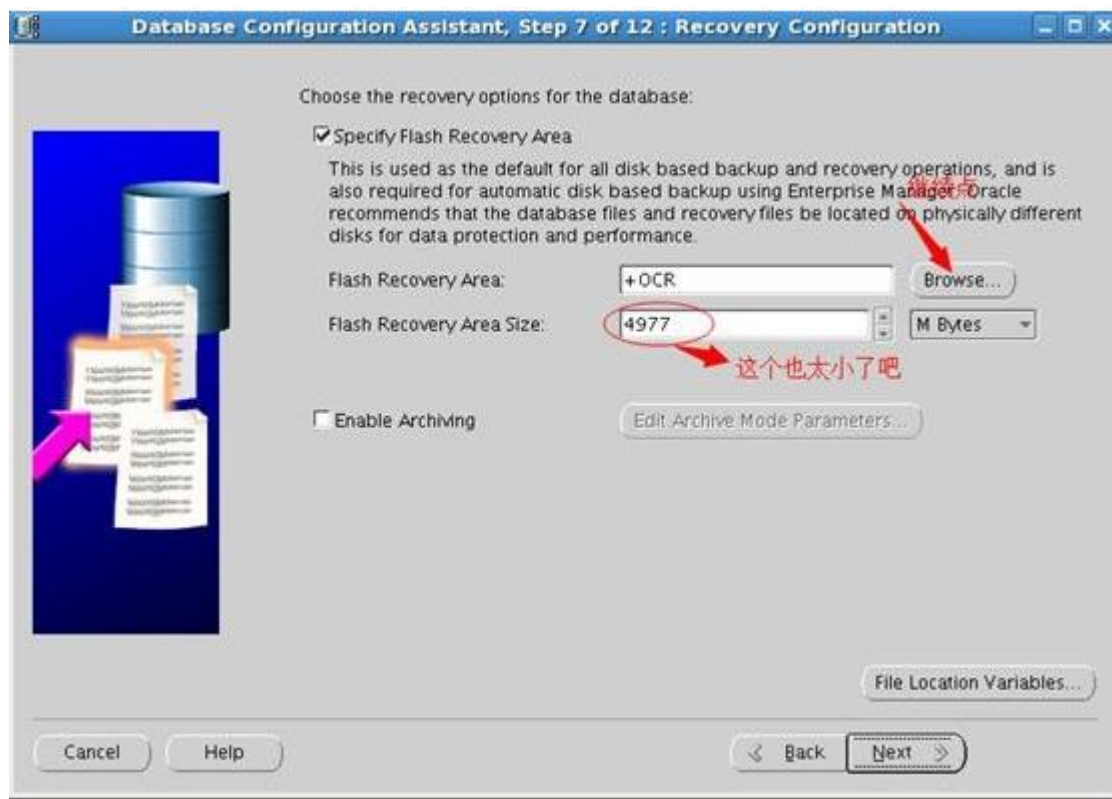 Database Configuration Assistant, Step 7 of 12 : Recovery Configuration
Choose the recovery options for the database:
Specify Flash Recovery Area
This is used as the default for all disk based backup and recovery operations, and is
also required for automatic disk based backup using Enterprise Manager. Oracle
recommends that the database files and recovery files be located on physically different
disks for data protection and performance.
继续点
Flash Recovery Area:
+OCR
Browse...
Flash Recovery Area Size:
4977
M Bytes
这个也太小了吧
Enable Archiving
Edit Archive Mode Parameters...
File Location Variables...
Cancel
Help
Back
Next